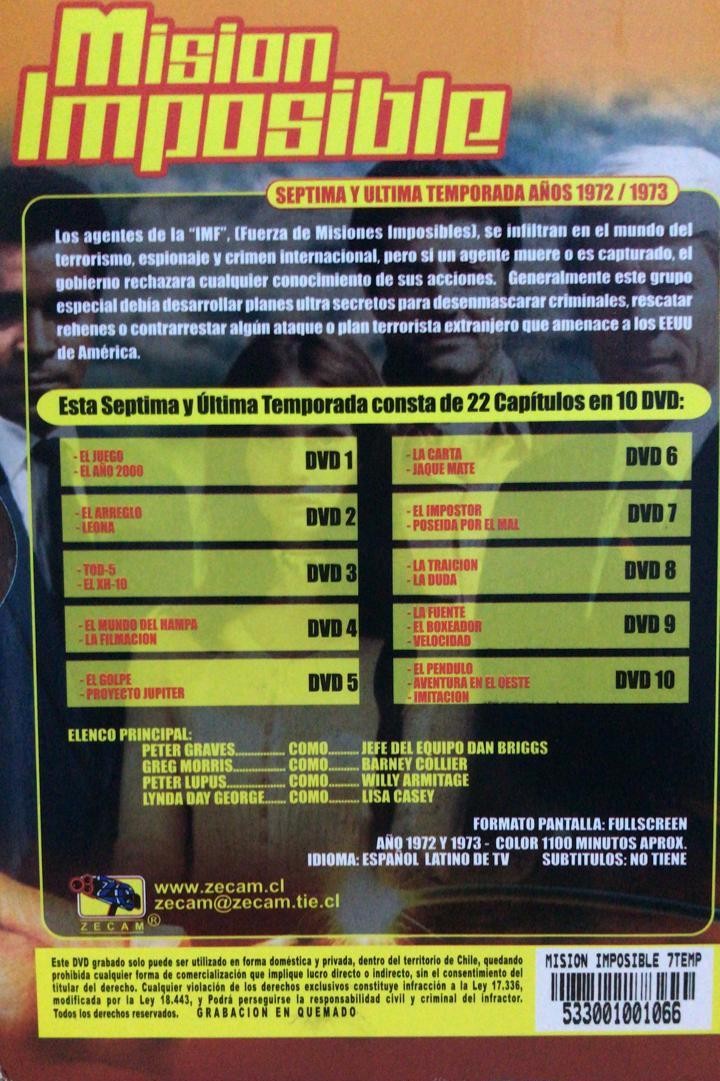 Mision
Imposible
SEPTIMA Y ULTIMA TEMPORADA AÑOS 1972 / 1973
Los agentes de la "IMF", (Fuerza de Misiones Imposibles), se infiltran en el mundo del
terrorismo, espionaje y crimen internacional, pero si un agente muere o es capturado, el
gobierno rechazara cualquier conocimiento de sus acciones. Generalmente este grupo
especial debía desarrollar planes ultra secretos para desenmascarar criminales, rescatar
rehenes o contrarrestar algún ataque o plan terrorista extranjero que amenace a los EEUU
de América.
Esta Septima y Última Temporada consta de 22 Capítulos en 10 DVD:
- EL JUEGO
- EL AÑO 2000
DVD 1
- EL ARREGLO
- LEONA
DVD 2
- TOD-5
- EL XH-10
DVD 3
- EL MUNDO DEL HAMPA
- LA FILMACION
DVD 4
- EL GOLPE
- PROYECTO JUPITER
DVD 5
- LA CARTA
- JAQUE MATE
DVD 6
- EL IMPOSTOR
- POSEIDA POR EL MAL
DVD 7
- LA TRAICION
- LA DUDA
DVD 8
- LA FUENTE
- EL BOXEADOR
- VELOCIDAD
DVD 9
- EL PENDULO
- AVENTURA EN EL OESTE
- IMITACION
DVD 10
ELENCO PRINCIPAL:
PETER GRAVES............. COMO........ JEFE DEL EQUIPO DAN BRIGGS
GREG MORRIS.............. COMO........ BARNEY COLLIER
PETER LUPUS.............. COMO........ WILLY ARMITAGE
LYNDA DAY GEORGE...... COMO........ LISA CASEY
FORMATO PANTALLA: FULLSCREEN
AÑO 1972 Y 1973 - COLOR 1100 MINUTOS APROX.
IDIOMA: ESPAÑOL LATINO DE TV SUBTITULOS: NO TIENE
www.zecam.cl
zecam@zecam.tie.cl
ZECAM®
Este DVD grabado solo puede ser utilizado en forma doméstica y privada, dentro del territorio de Chile, quedando
prohibida cualquier forma de comercialización que implique lucro directo o indirecto, sin el consentimiento del
titular del derecho. Cualquier violación de los derechos exclusivos constituye infracción a la Ley 17.336,
modificada por la Ley 18.443, y Podrá perseguirse la responsabilidad civil y criminal del infractor.
Todos los derechos reservados. GRABACION EN QUEMADO
MISION IMPOSIBLE 7TEMP
533001001066